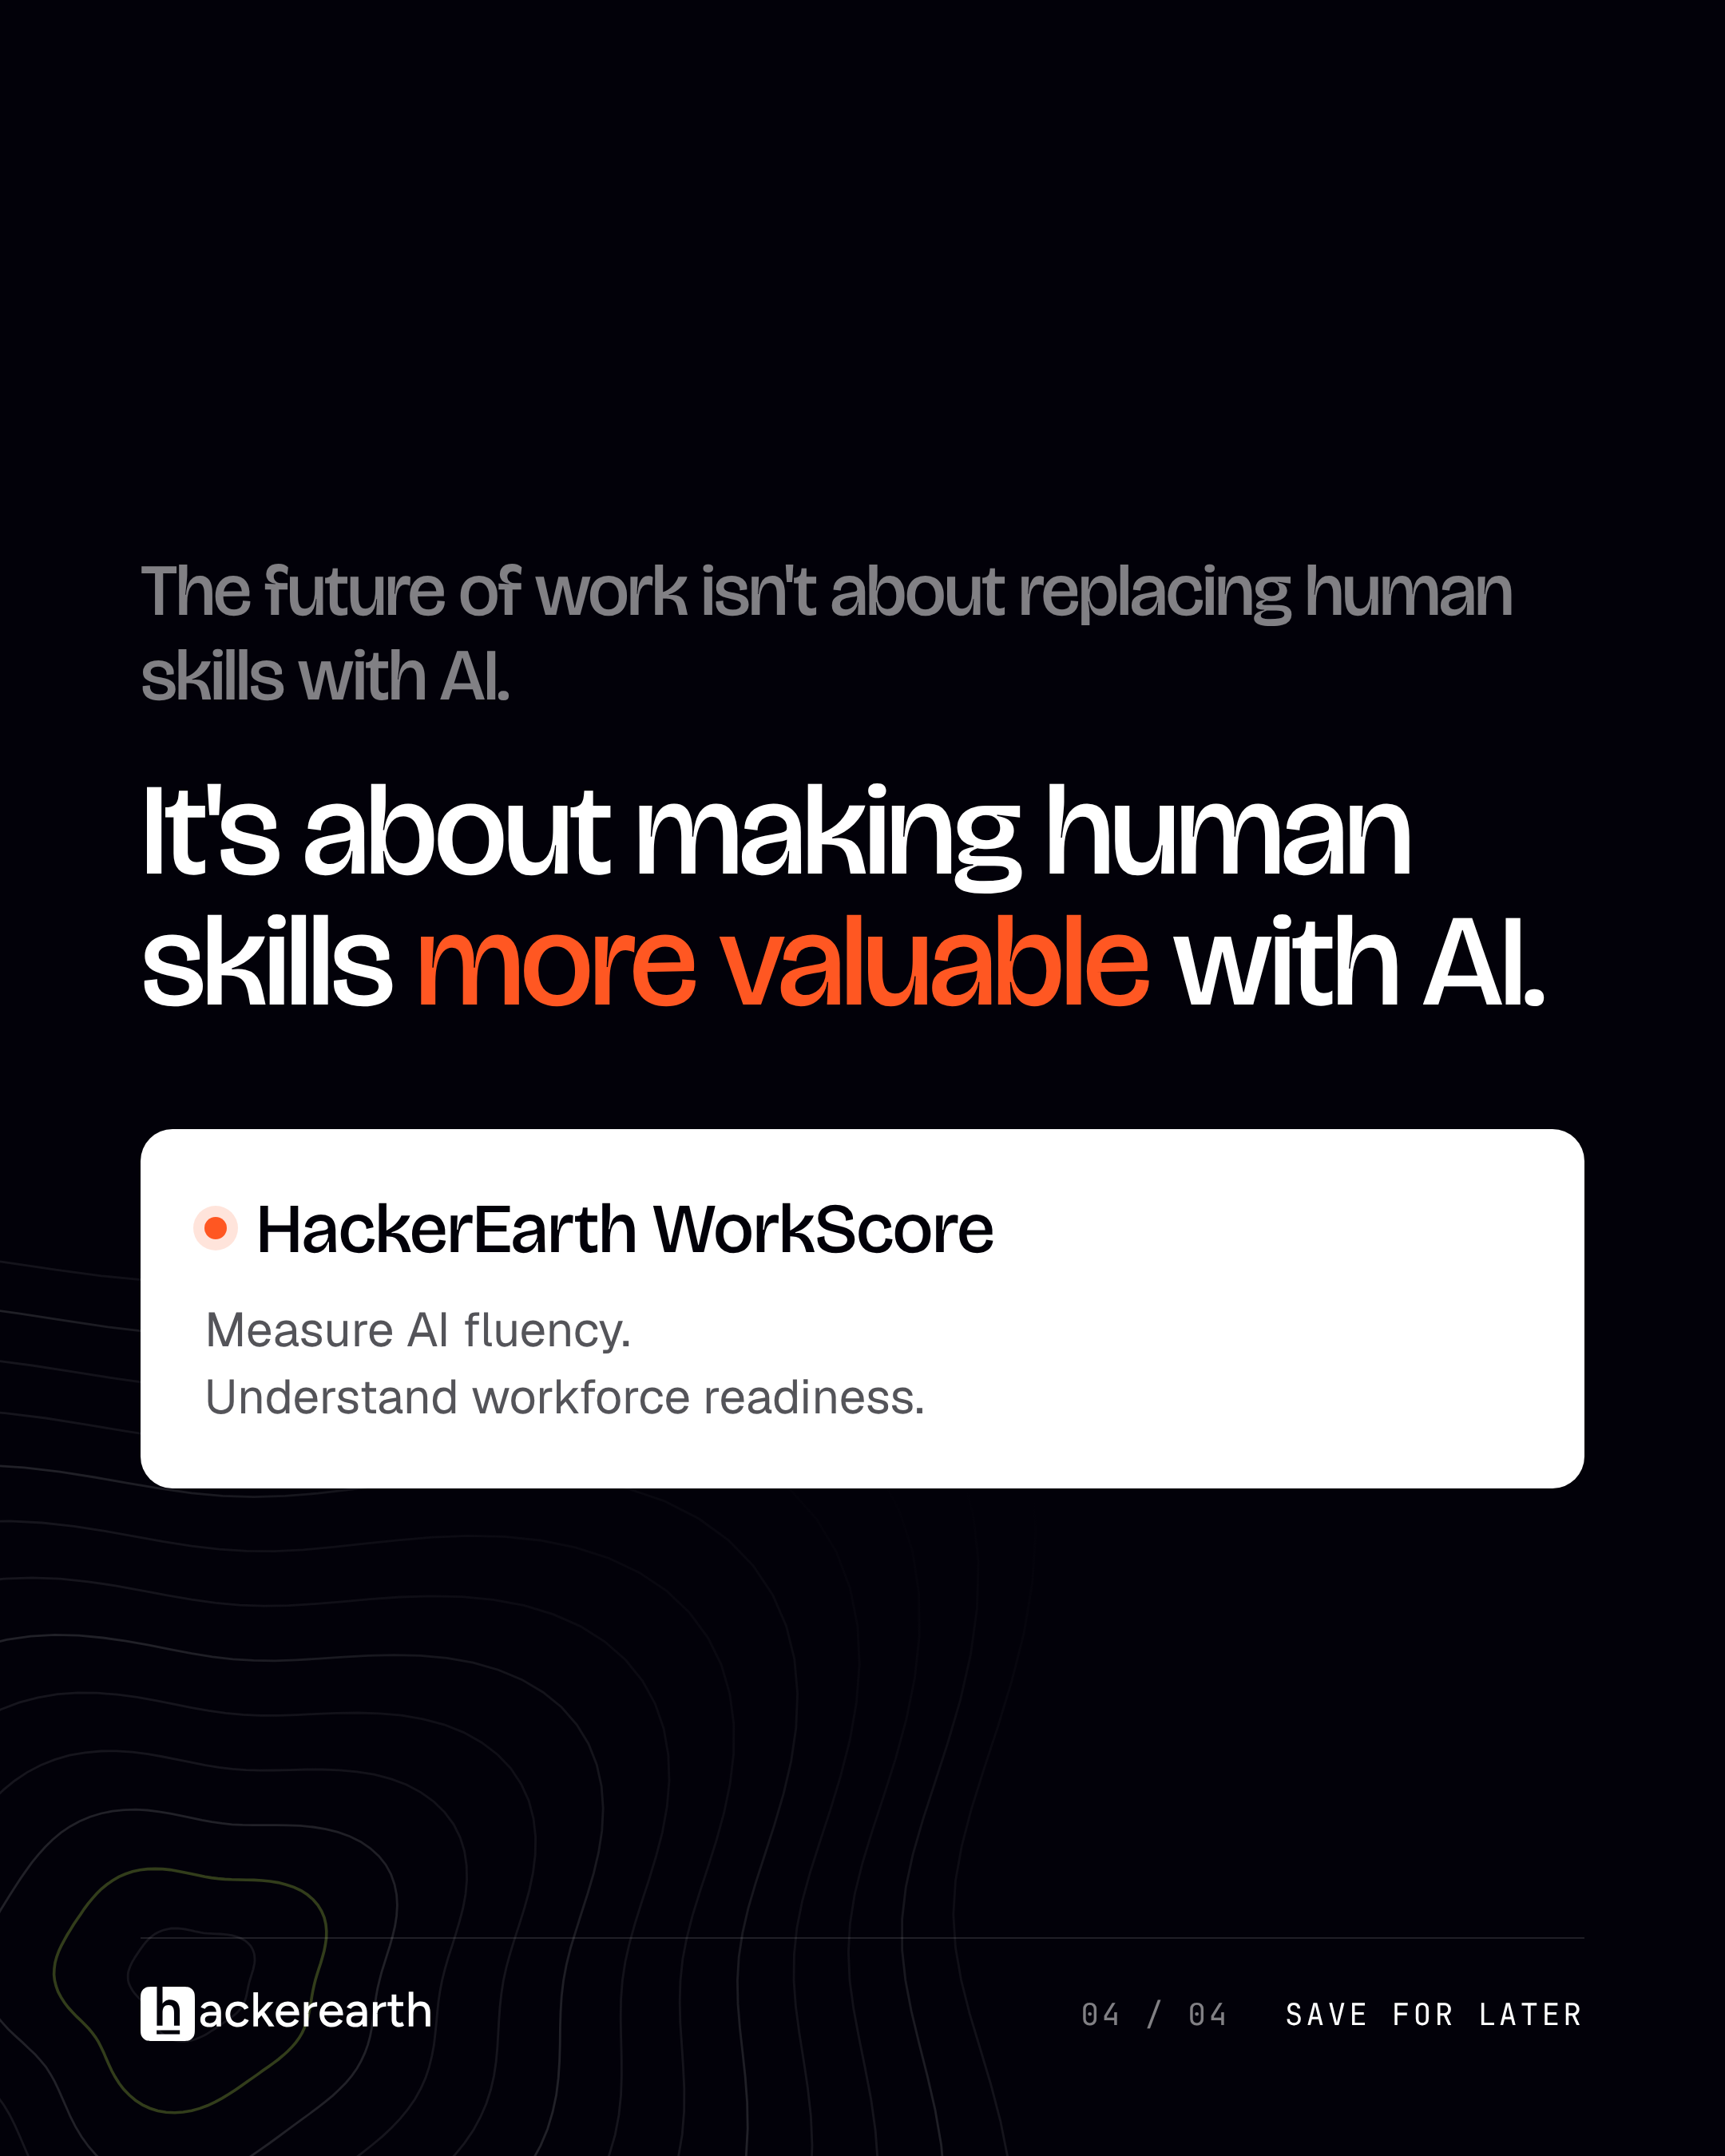 The future of work isn't about replacing human
skills with AI.
It's about making human
skills more valuable with AI.
HackerEarth WorkScore
Measure AI fluency.
Understand workforce readiness.
hackerearth
04 / 04 SAVE FOR LATER